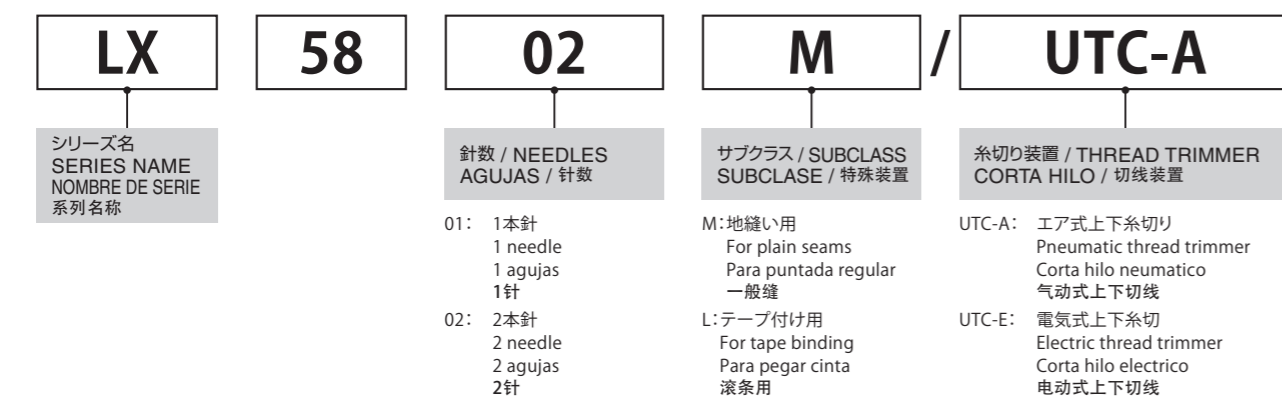 LX 58 02 M / UTC-A
シリーズ名
SERIES NAME
NOMBRE DE SERIE
系列名称
針数 / NEEDLES
AGUJAS / 针数
サブクラス / SUBCLASS
SUBCLASE / 特殊装置
糸切り装置 / THREAD TRIMMER
CORTA HILO / 切线装置
01： 1本針
1 needle
1 agujas
1针
02： 2本針
2 needle
2 agujas
2针
M：地縫い用
For plain seams
Para puntada regular
一般缝
L：テープ付け用
For tape binding
Para pegar cinta
滚条用
UTC-A： エア式上下糸切り
Pneumatic thread trimmer
Corta hilo neumatico
气动式上下切线
UTC-E： 電気式上下糸切
Electric thread trimmer
Corta hilo electrico
电动式上下切线